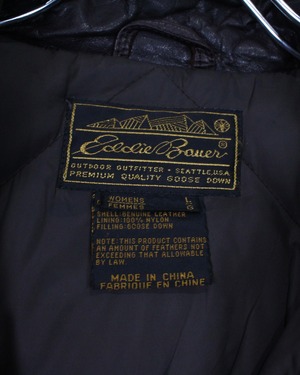 Eddie Bauer
OUTDOOR OUTFITTER • SEATTLE, U.S.A.
PREMIUM QUALITY GOOSE DOWN
WOMENS L
FEMMES G
SHELL: GENUINE LEATHER
LINING: 100% NYLON
FILLING: GOOSE DOWN
NOTE: THIS PRODUCT CONTAINS
AN AMOUNT OF FEATHERS NOT
EXCEEDING THAT ALLOWABLE
BY LAW
MADE IN CHINA
FABRIQUE EN CHINE